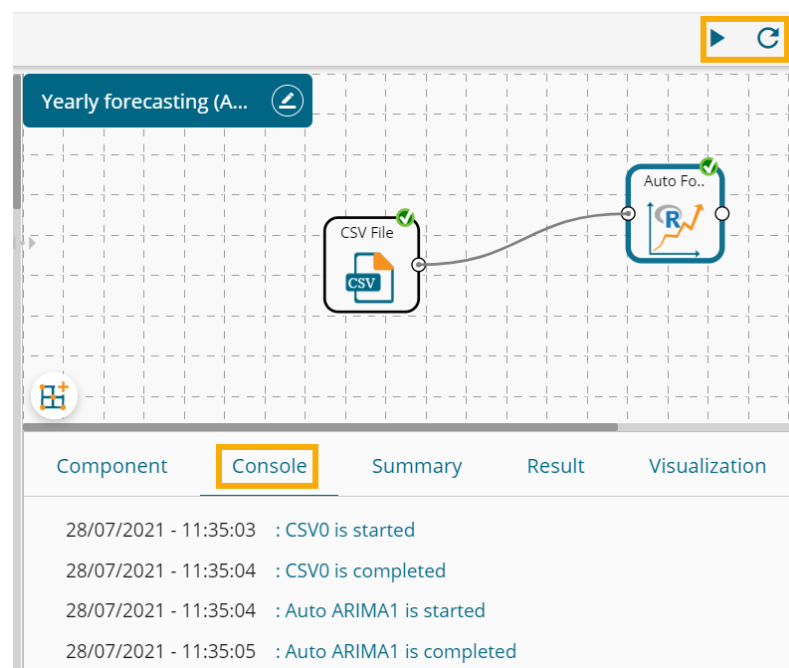 Yearly forecasting (A...
Auto Fo..
R
CSV File
CSV
Component Console Summary Result Visualization
28/07/2021 - 11:35:03 : CSV0 is started
28/07/2021 - 11:35:04 : CSV0 is completed
28/07/2021 - 11:35:04 : Auto ARIMA1 is started
28/07/2021 - 11:35:05 : Auto ARIMA1 is completed